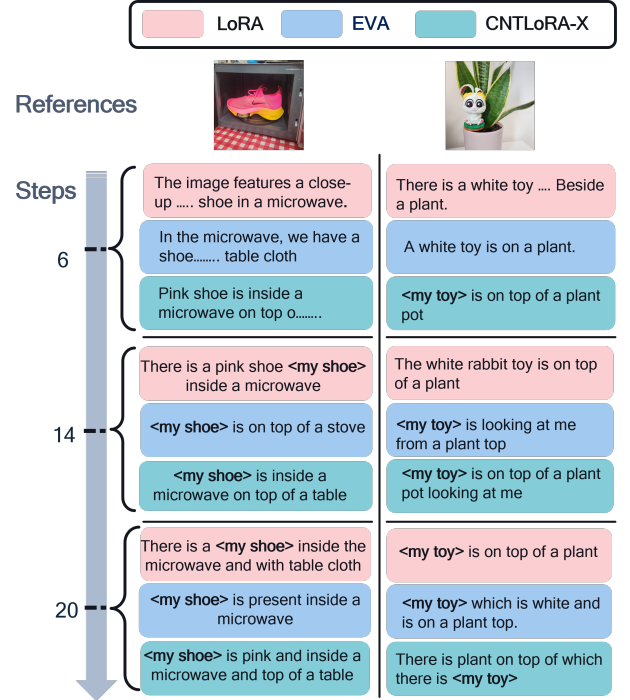 LoRA
EVA
CNTLoRA-X
References
Steps
6
The image features a close-
up ..... shoe in a microwave.
There is a white toy .... Beside
a plant.
In the microwave, we have a
shoe........ table cloth
A white toy is on a plant.
Pink shoe is inside a
microwave on top o........
<my toy> is on top of a plant
pot
14
There is a pink shoe <my shoe>
inside a microwave
The white rabbit toy is on top
of a plant
<my shoe> is on top of a stove
<my toy> is looking at me
from a plant top
<my shoe> is inside a
microwave on top of a table
<my toy> is on top of a plant
pot looking at me
20
There is a <my shoe> inside the
microwave and with table cloth
<my toy> is on top of a plant
<my shoe> is present inside a
microwave
<my toy> which is white and
is on a plant top.
<my shoe> is pink and inside a
microwave and top of a table
There is plant on top of which
there is <my toy>